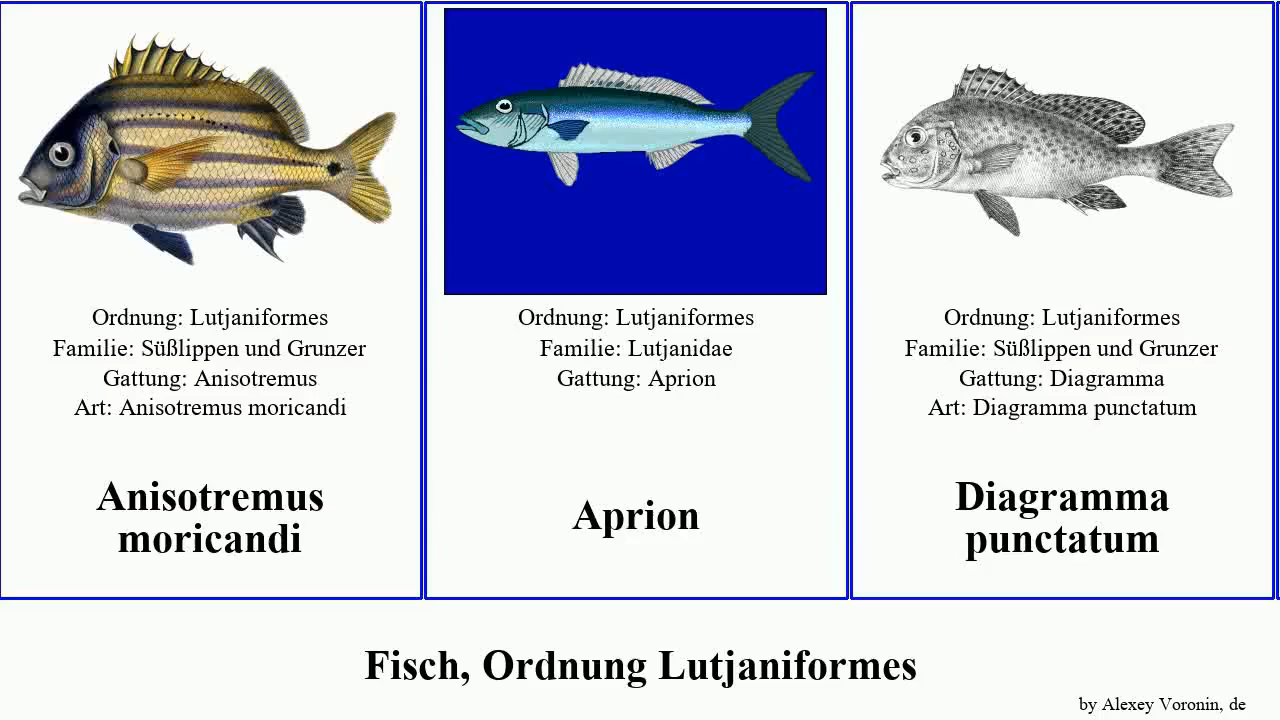 Ordnung: Lutjaniformes
Familie: Süßlippen und Grunzer
Gattung: Anisotremus
Art: Anisotremus moricandi
Anisotremus
moricandi
Ordnung: Lutjaniformes
Familie: Lutjanidae
Gattung: Aprion
Aprion
Ordnung: Lutjaniformes
Familie: Süßlippen und Grunzer
Gattung: Diagramma
Art: Diagramma punctatum
Diagramma
punctatum
Fisch, Ordnung Lutjaniformes
by Alexey Voronin, de